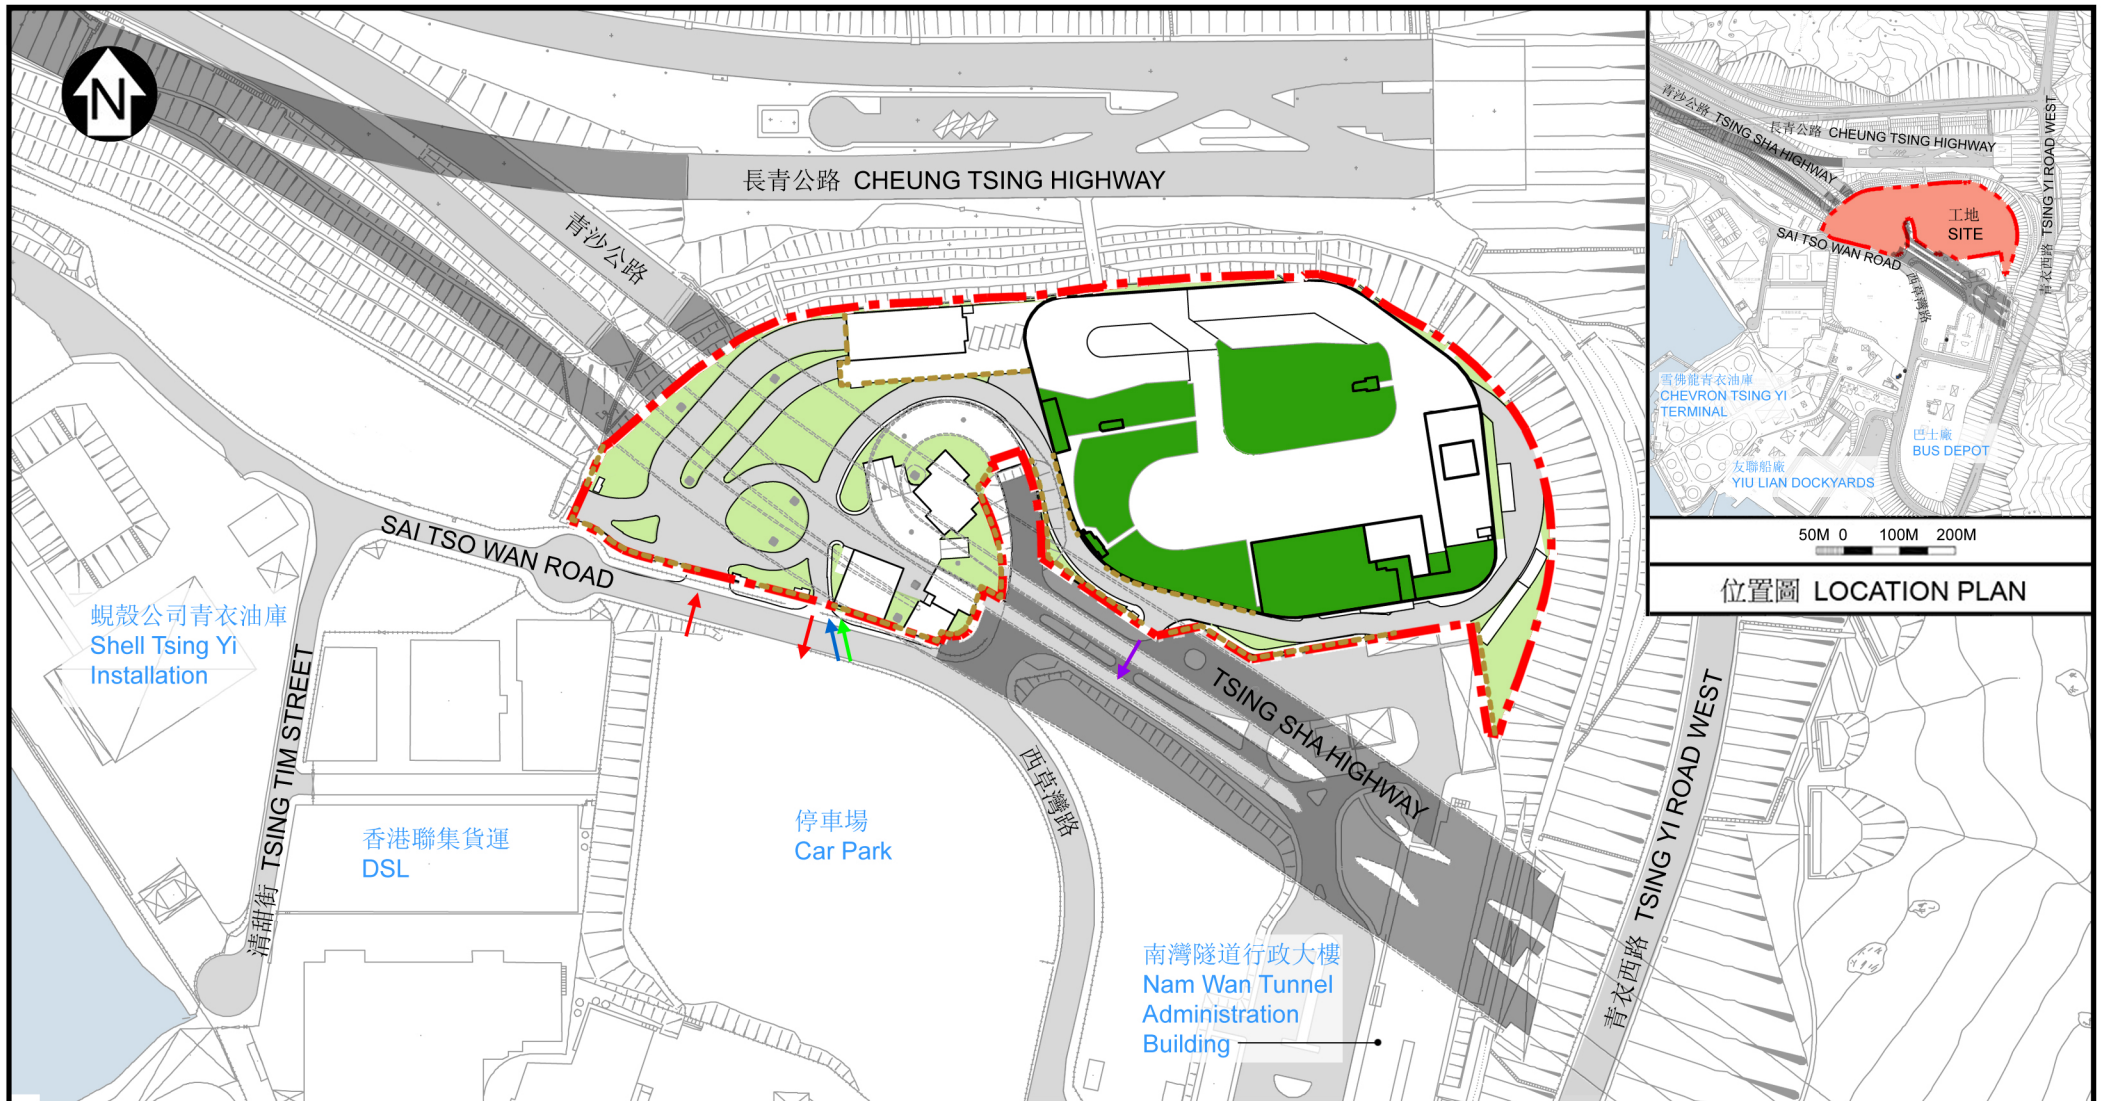 N
長青公路 CHEUNG TSING HIGHWAY
青沙公路
SAI TSO WAN ROAD
蜆殼公司青衣油庫
Shell Tsing Yi
Installation
清甜街 TSING TIM STREET
香港聯集貨運
DSL
停車場
Car Park
西草灣路
TSING SHA HIGHWAY
南灣隧道行政大樓
Nam Wan Tunnel
Administration
Building
青衣西路 TSING YI ROAD WEST
青沙公路 TSING SHA HIGHWAY
長青公路 CHEUNG TSING HIGHWAY
青衣西路 TSING YI ROAD WEST
工地
SITE
SAI TSO WAN ROAD
西草灣路
雪佛龍青衣油庫
CHEVRON TSING YI
TERMINAL
巴士廠
BUS DEPOT
友聯船廠
YIU LIAN DOCKYARDS
50M 0 100M 200M
位置圖 LOCATION PLAN